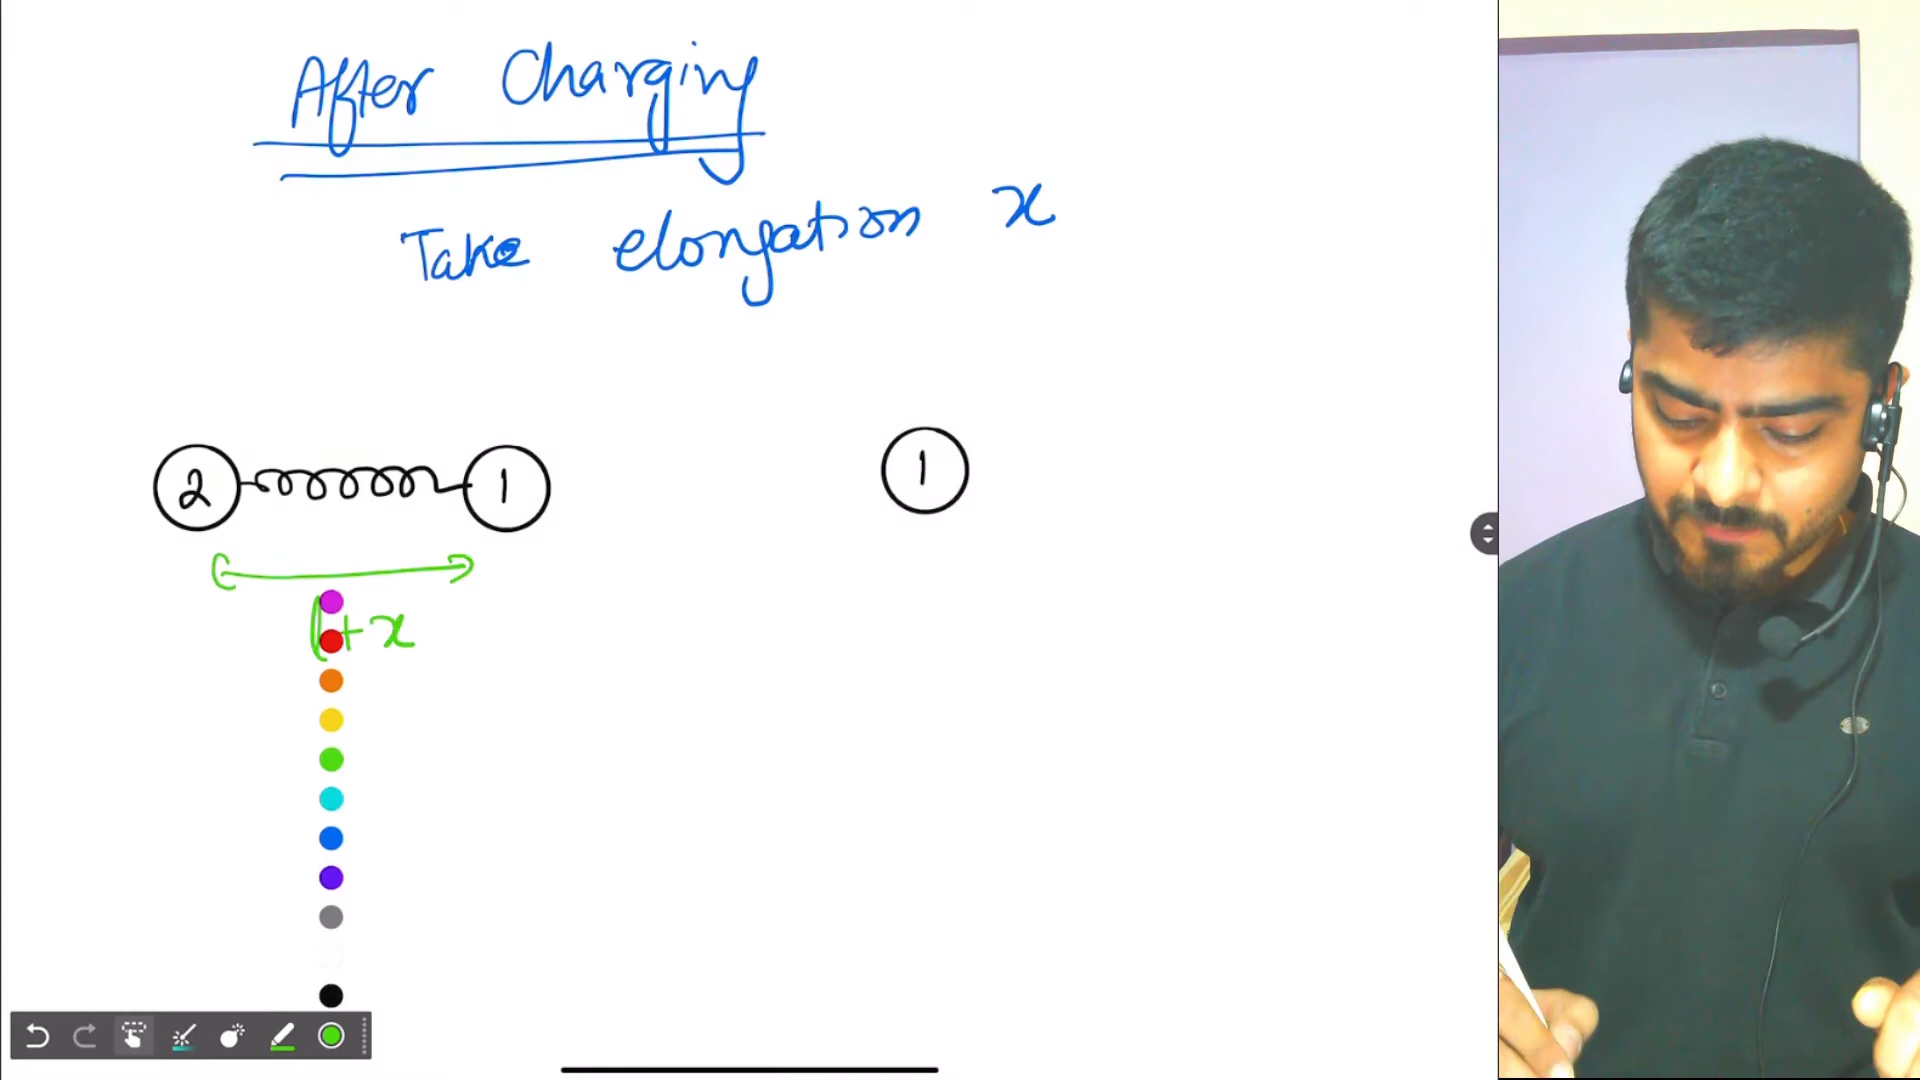 After Charging
Take elongation x
2 1 1
l + x